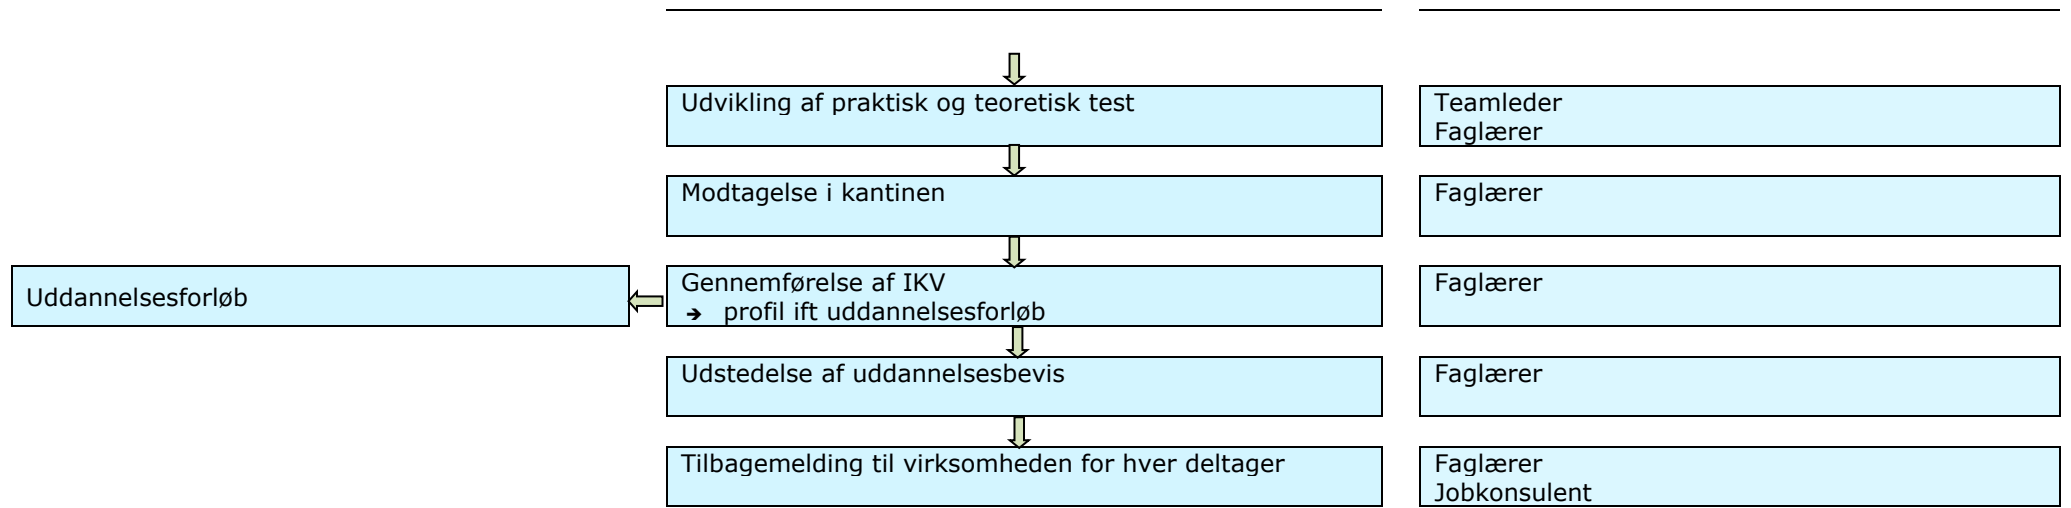 Udvikling af praktisk og teoretisk test
Teamleder
Faglærer
Modtagelse i kantinen
Faglærer
Uddannelsesforløb
Gennemførelse af IKV
➔ profil ift uddannelsesforløb
Faglærer
Udstedelse af uddannelsesbevis
Faglærer
Tilbagemelding til virksomheden for hver deltager
Faglærer
Jobkonsulent